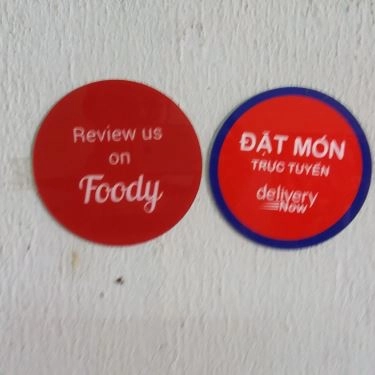 Review us
on
Foody
ĐẶT MÓN
TRỰC TUYẾN
delivery
Now